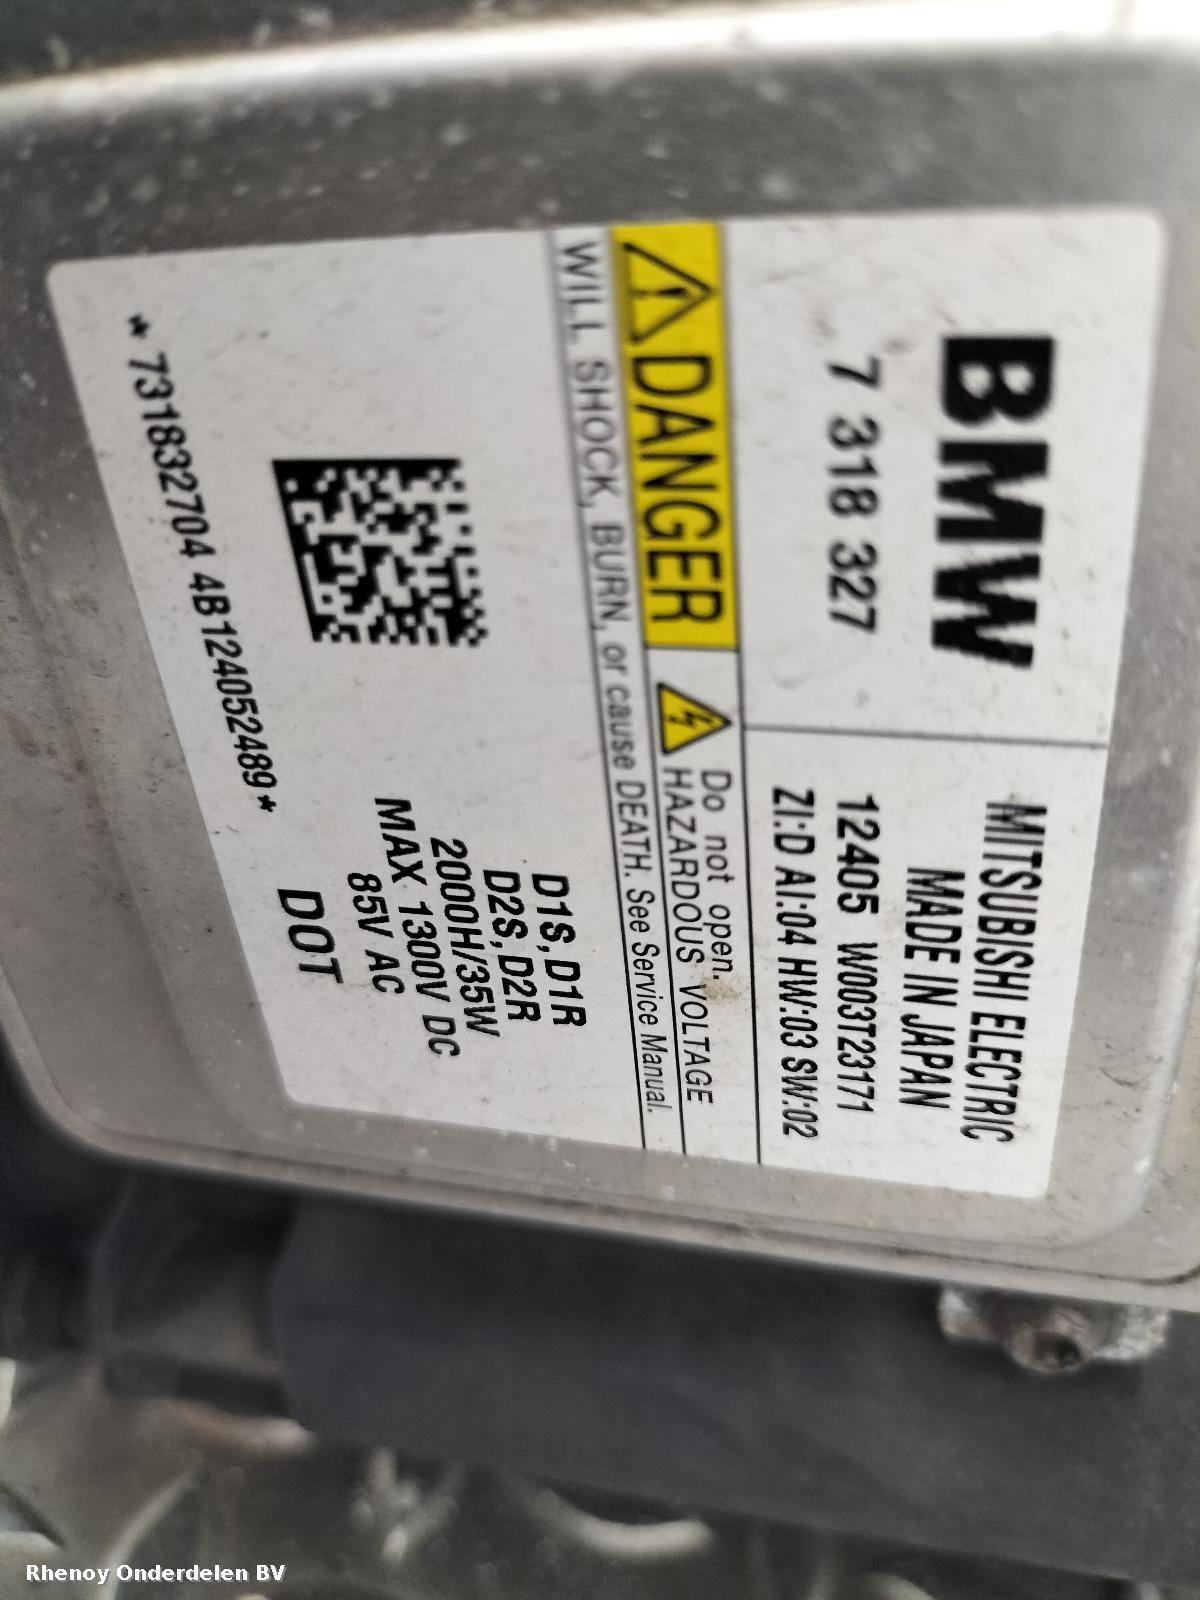 BMW
7 318 327
MITSUBISHI ELECTRIC
MADE IN JAPAN
12405 W003T23171
ZI:D AI:04 HW:03 SW:02
DANGER
Do not open.
HAZARDOUS VOLTAGE
WILL SHOCK, BURN, or cause DEATH. See Service Manual.
D1S,D1R
D2S,D2R
2000H/35W
MAX 1300V DC
85V AC
DOT
*731832704 4B124052489*
Rhenoy Onderdelen BV